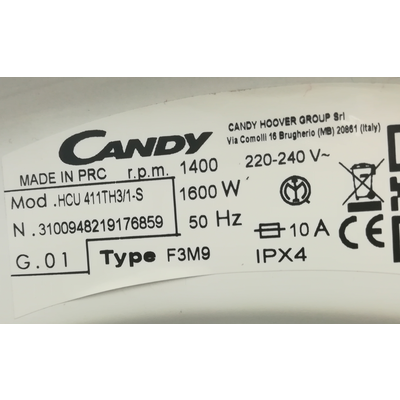 CANDY
CANDY HOOVER GROUP Srl
Via Comolli 16 Brugherio (MB) 20861 (Italy)
MADE IN PRC r.p.m. 1400 220-240 V~
Mod. HCU 411TH3/1-S 1600 W
N. 3100948219176859 50 Hz 10 A CE
G.01 Type F3M9 IPX4